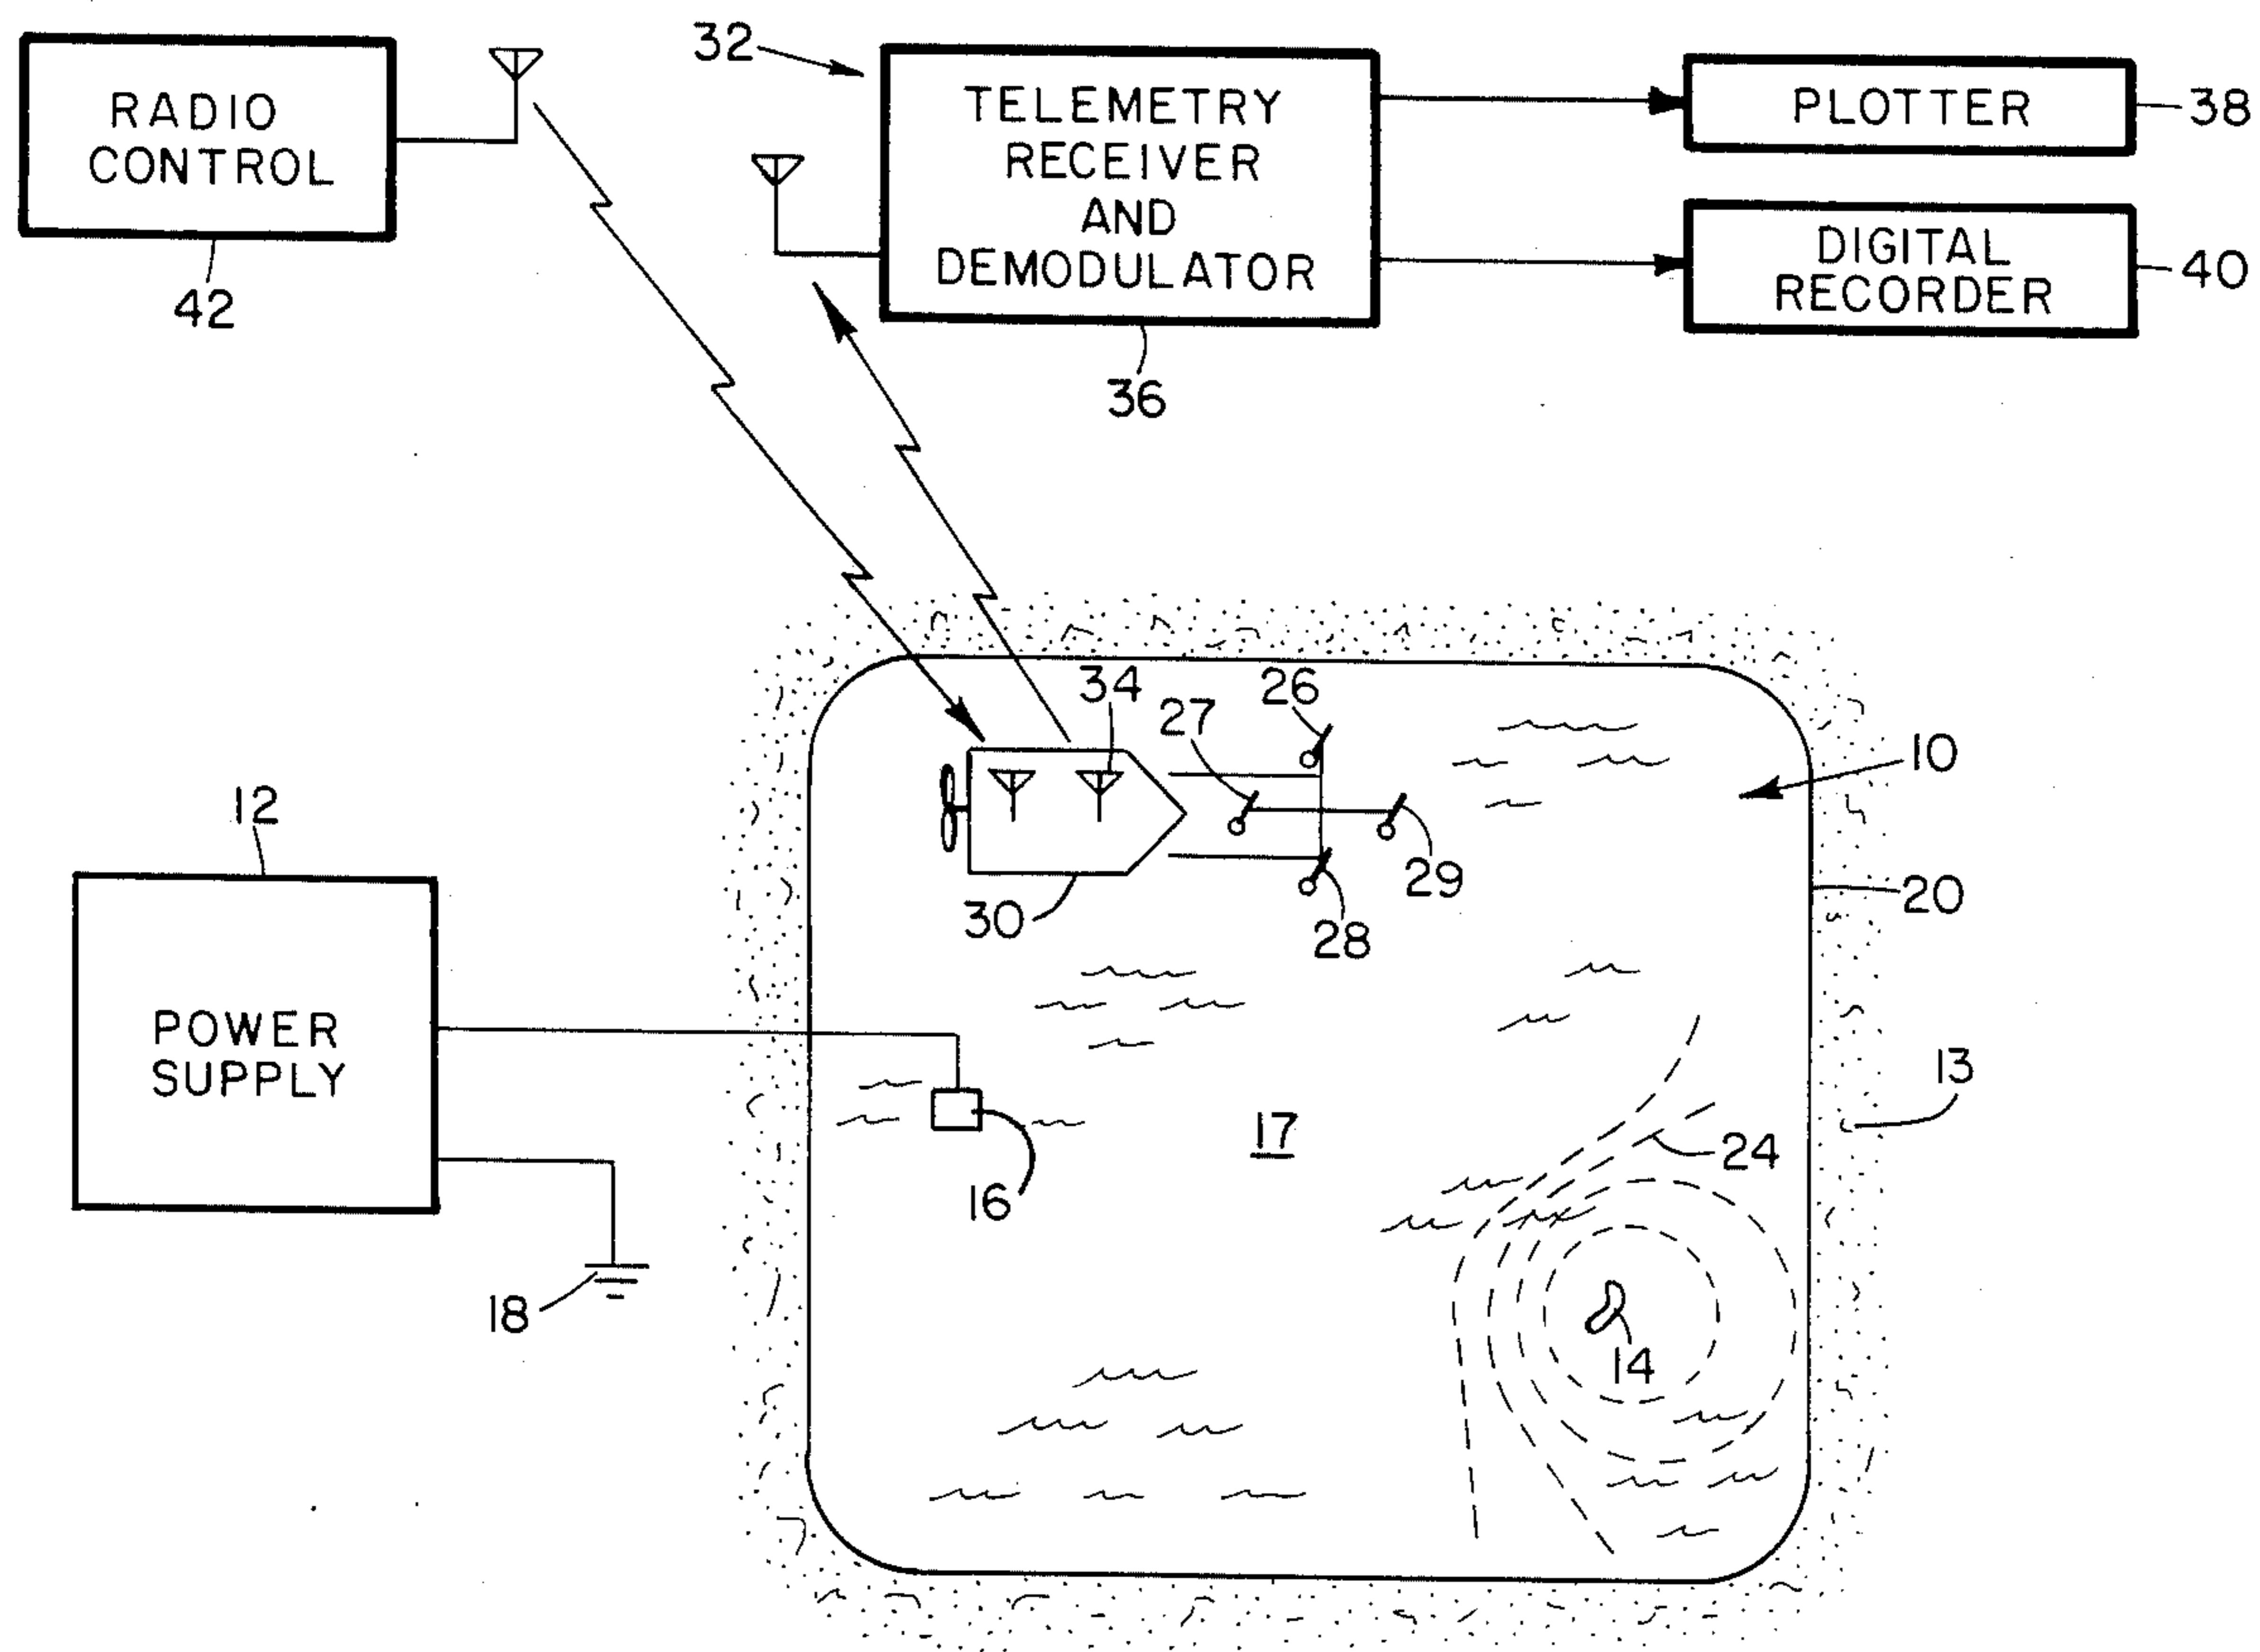 RADIO
CONTROL
42
32
TELEMETRY
RECEIVER
AND
DEMODULATOR
36
PLOTTER
38
DIGITAL
RECORDER
40
34
26
27
10
12
29
20
30
28
POWER
SUPPLY
13
17
24
16
18
14